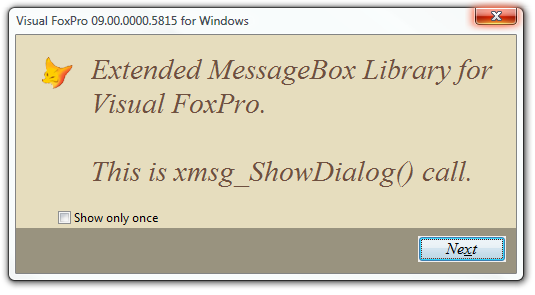 Visual FoxPro 09.00.0000.5815 for Windows
Extended MessageBox Library for
Visual FoxPro.
This is xmsg_ShowDialog() call.
Show only once
Next